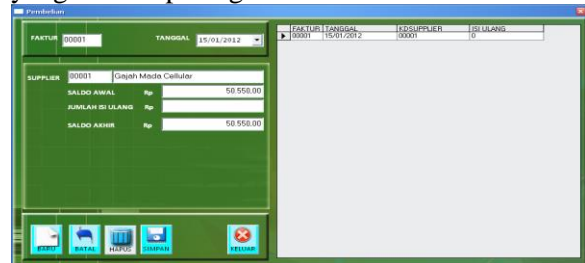 Pembelian
FAKTUR 00001 TANGGAL 15/01/2012
SUPPLIER 00001 Gajah Mada Cellular
SALDO AWAL Rp 50.550.00
JUMLAH ISI ULANG Rp
SALDO AKHIR Rp 50.550.00
BARU BATAL HAPUS SIMPAN KELUAR
FAKTUR TANGGAL KDSUPPLIER ISI ULANG
00001 15/01/2012 00001 0